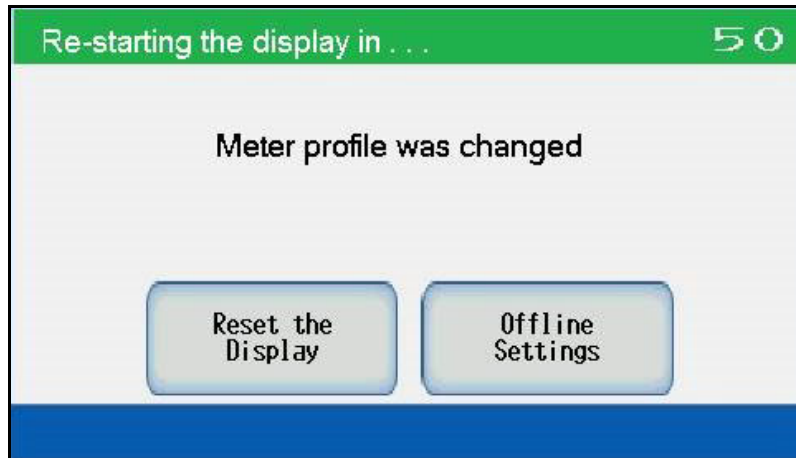 Re-starting the display in . . . 50
Meter profile was changed
Reset the
Display
Offline
Settings